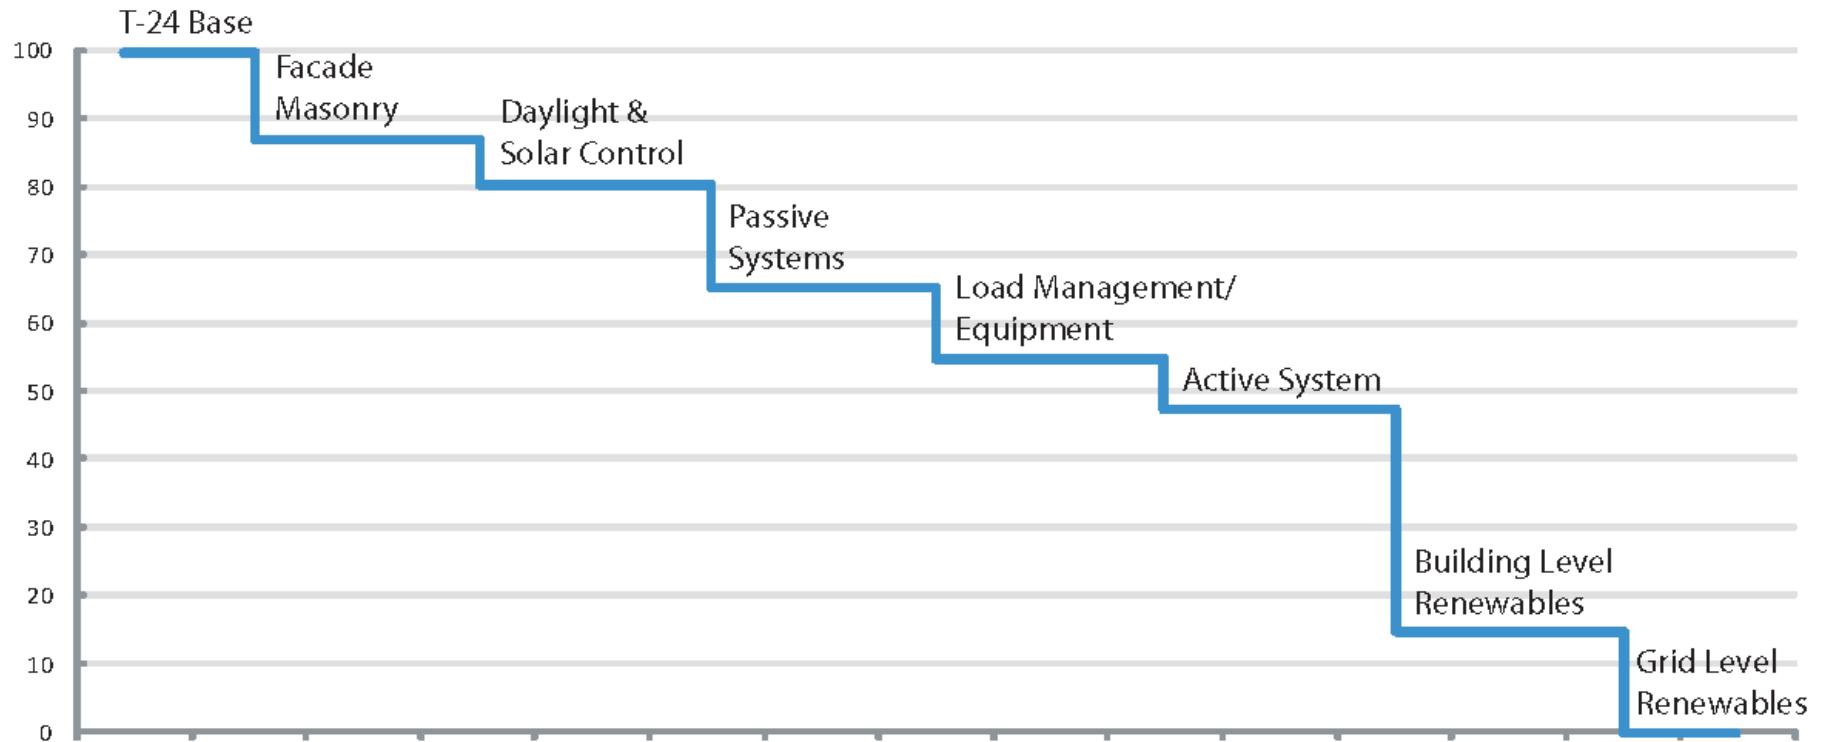 T-24 Base
100
Facade
Masonry
90
Daylight &
Solar Control
80
Passive
Systems
70
Load Management/
Equipment
60
50
Active System
40
30
Building Level
Renewables
20
10
Grid Level
Renewables
0